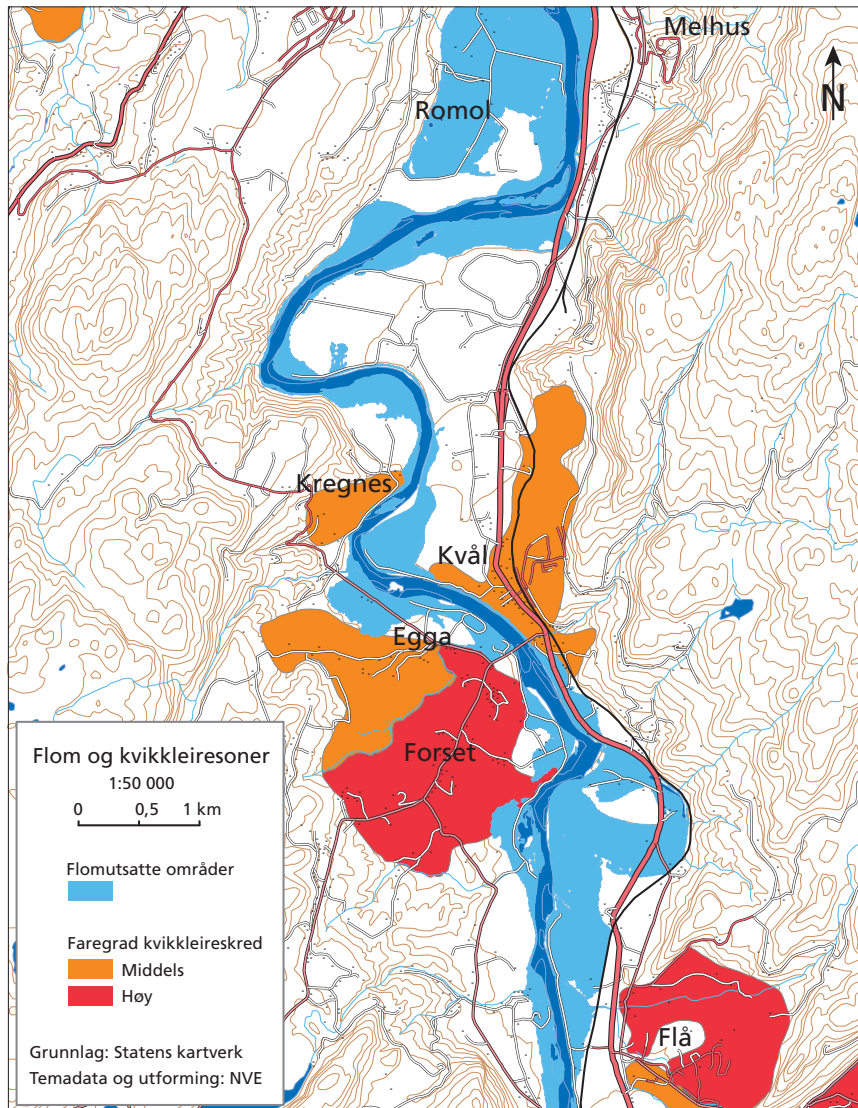 Melhus
N
Romol
Kregnes
Kvål
Egga
Forset
Flå
Flom og kvikkleiresoner
1:50 000
0 0,5 1 km
Flomutsatte områder
Faregrad kvikkleireskred
Middels
Høy
Grunnlag: Statens kartverk
Temadata og utforming: NVE